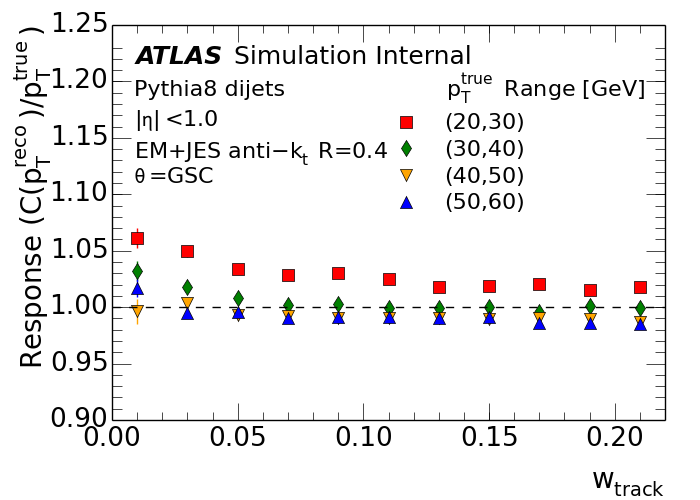 1.25
1.20
1.15
1.10
1.05
1.00
0.95
0.90
Response (C(p_T^reco)/p_T^true)
ATLAS Simulation Internal
Pythia8 dijets
|η| <1.0
EM+JES anti−k_t R=0.4
θ=GSC
p_T^true Range [GeV]
(20,30)
(30,40)
(40,50)
(50,60)
0.00 0.05 0.10 0.15 0.20
w_track